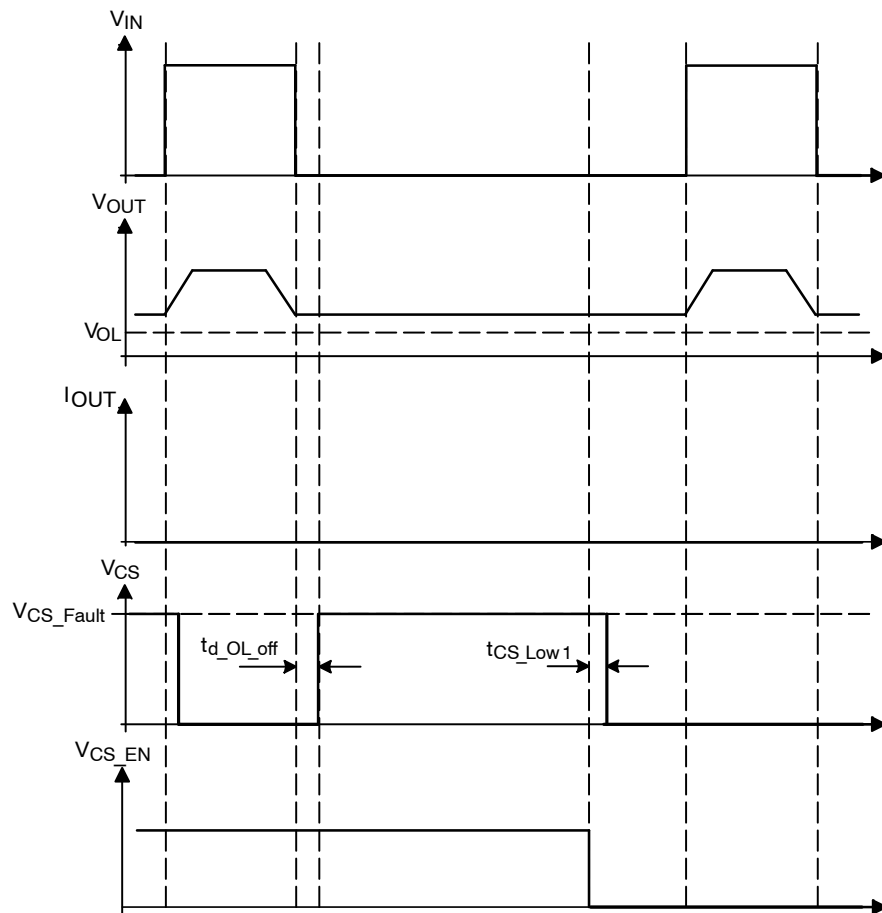 VIN
VOUT
VOL
IOUT
VCS
VCS_Fault
td_OL_off
tCS_Low1
VCS_EN